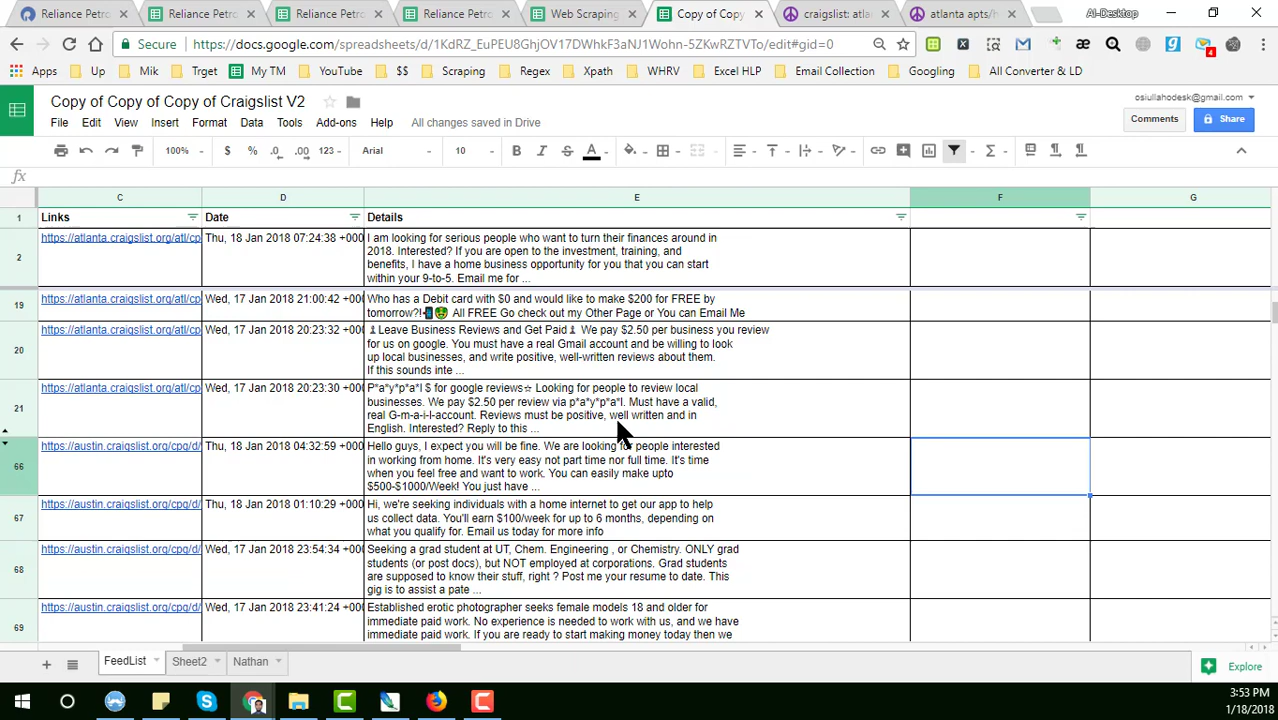 Reliance Petro
Reliance Petro
Reliance Petro
Reliance Petro
Web Scraping
Copy of Copy
craigslist: atlan
atlanta apts/h
AI-Desktop
Secure
https://docs.google.com/spreadsheets/d/1KdRZ_EuPEU8GhjOV17DWhkF3aNJ1Wohn-5ZKwRZTVTo/edit#gid=0
4
Apps Up Mik Trget My TM YouTube $$ Scraping Regex Xpath WHRV Excel HLP Email Collection Googling All Converter & LD
Copy of Copy of Copy of Craigslist V2
osiullahodesk@gmail.com
File Edit View Insert Format Data Tools Add-ons Help All changes saved in Drive
Comments
Share
100% $ % .0 .00 123 Arial 10 B I S A
fx
C D E F G
1 Links Date Details
2 https://atlanta.craigslist.org/atl/cp Thu, 18 Jan 2018 07:24:38 +000 I am looking for serious people who want to turn their finances around in
2018. Interested? If you are open to the investment, training, and
benefits, I have a home business opportunity for you that you can start
within your 9-to-5. Email me for ...
19 https://atlanta.craigslist.org/atl/cp Wed, 17 Jan 2018 21:00:42 +000 Who has a Debit card with $0 and would like to make $200 for FREE by
tomorrow?!📲🤑 All FREE Go check out my Other Page or You can Email Me
20 https://atlanta.craigslist.org/atl/cp Wed, 17 Jan 2018 20:23:32 +000 Leave Business Reviews and Get Paid We pay $2.50 per business you review
for us on google. You must have a real Gmail account and be willing to look
up local businesses, and write positive, well-written reviews about them.
If this sounds inte ...
21 https://atlanta.craigslist.org/atl/cp Wed, 17 Jan 2018 20:23:30 +000 P*a*y*p*a*l $ for google reviews☆ Looking for people to review local
businesses. We pay $2.50 per review via p*a*y*p*a*l. Must have a valid,
real G-m-a-i-l-account. Reviews must be positive, well written and in
English. Interested? Reply to this ...
66 https://austin.craigslist.org/cpg/d/ Thu, 18 Jan 2018 04:32:59 +000 Hello guys, I expect you will be fine. We are looking for people interested
in working from home. It's very easy not part time nor full time. It's time
when you feel free and want to work. You can easily make upto
$500-$1000/Week! You just have ...
67 https://austin.craigslist.org/cpg/d/ Thu, 18 Jan 2018 01:10:29 +000 Hi, we're seeking individuals with a home internet to get our app to help
us collect data. You'll earn $100/week for up to 6 months, depending on
what you qualify for. Email us today for more info
68 https://austin.craigslist.org/cpg/d/ Wed, 17 Jan 2018 23:54:34 +000 Seeking a grad student at UT, Chem. Engineering , or Chemistry. ONLY grad
students (or post docs), but NOT employed at corporations. Grad students
are supposed to know their stuff, right ? Post me your resume to date. This
gig is to assist a pate ...
69 https://austin.craigslist.org/cpg/d/ Wed, 17 Jan 2018 23:41:24 +000 Established erotic photographer seeks female models 18 and older for
immediate paid work. No experience is needed to work with us, and we have
immediate paid work. If you are ready to start making money today then we
FeedList Sheet2 Nathan
Explore
3:53 PM
1/18/2018